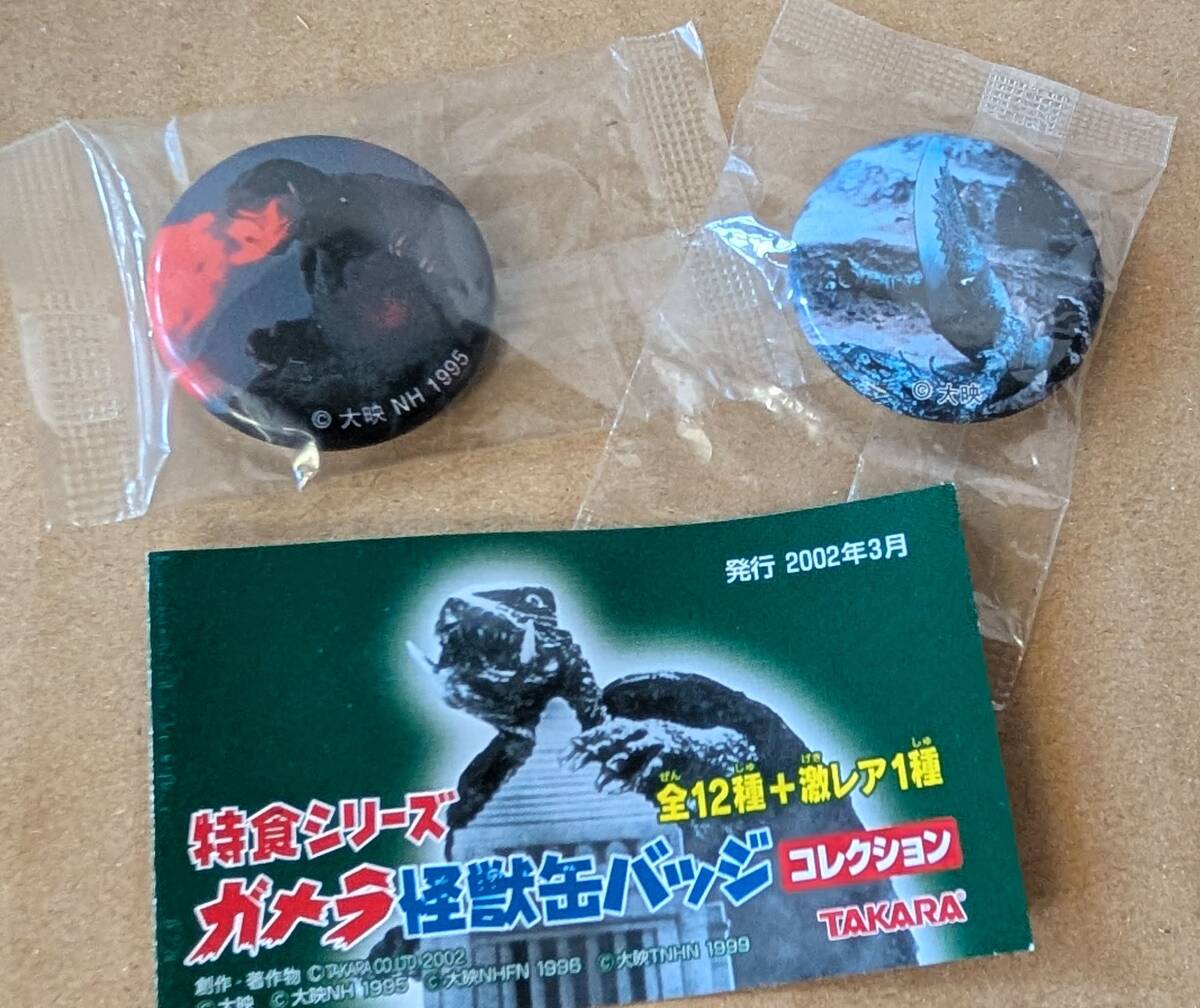 © 大映 NH 1995
© 大映
発行 2002年3月
ぜん しゅ げき しゅ
全12種+激レア1種
特食シリーズ
ガメラ怪獣缶バッジ
コレクション
TAKARA®
創作・著作物 ©TAKARA CO.,LTD. 2002
©大映 ©大映NH 1995 ©大映NHFN 1996 ©大映TNHN 1999